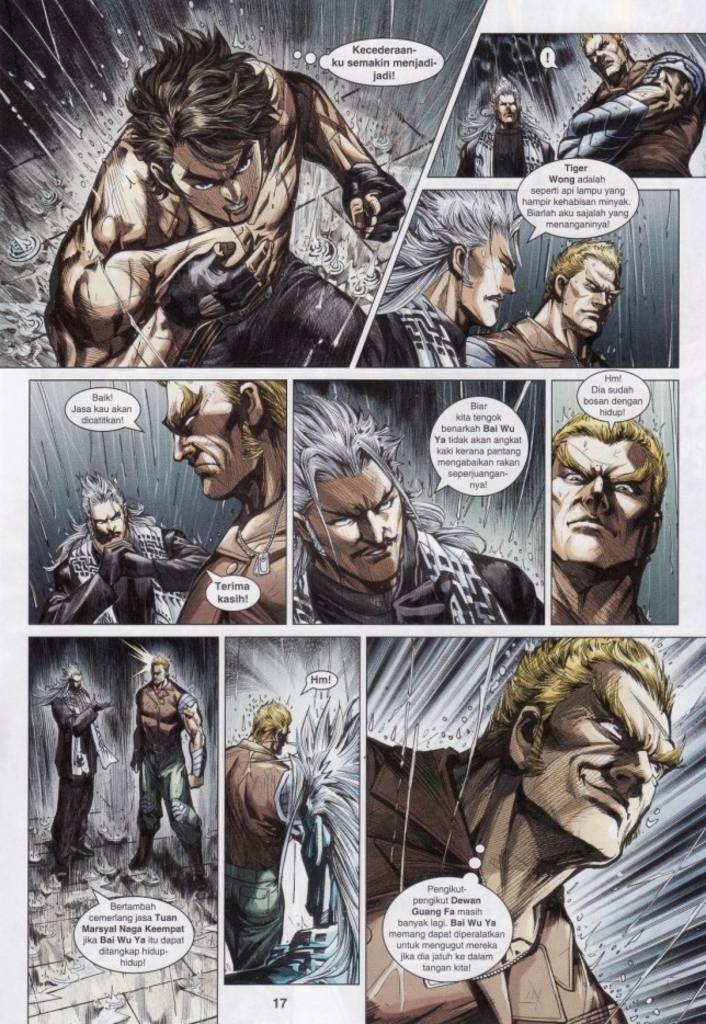 Kecederaan-
ku semakin menjadi-
jadi!
!
Tiger
Wong adalah
seperti api lampu yang
hampir kehabisan minyak.
Biarlah aku sajalah yang
menanganinya!
Baik!
Jasa kau akan
dicatitkan!
Terima
kasih!
Biar
kita tengok
benarkah Bai Wu
Ya tidak akan angkat
kaki kerana pantang
mengabaikan rakan
seperjuangan-
nya!
Hm!
Dia sudah
bosan dengan
hidup!
Bertambah
cemerlang jasa Tuan
Marsyal Naga Keempat
jika Bai Wu Ya itu dapat
ditangkap hidup-
hidup!
Hm!
Pengikut-
pengikut Dewan
Guang Fa masih
banyak lagi. Bai Wu Ya
memang dapat diperalatkan
untuk mengugut mereka
jika dia jatuh ke dalam
tangan kita!
17